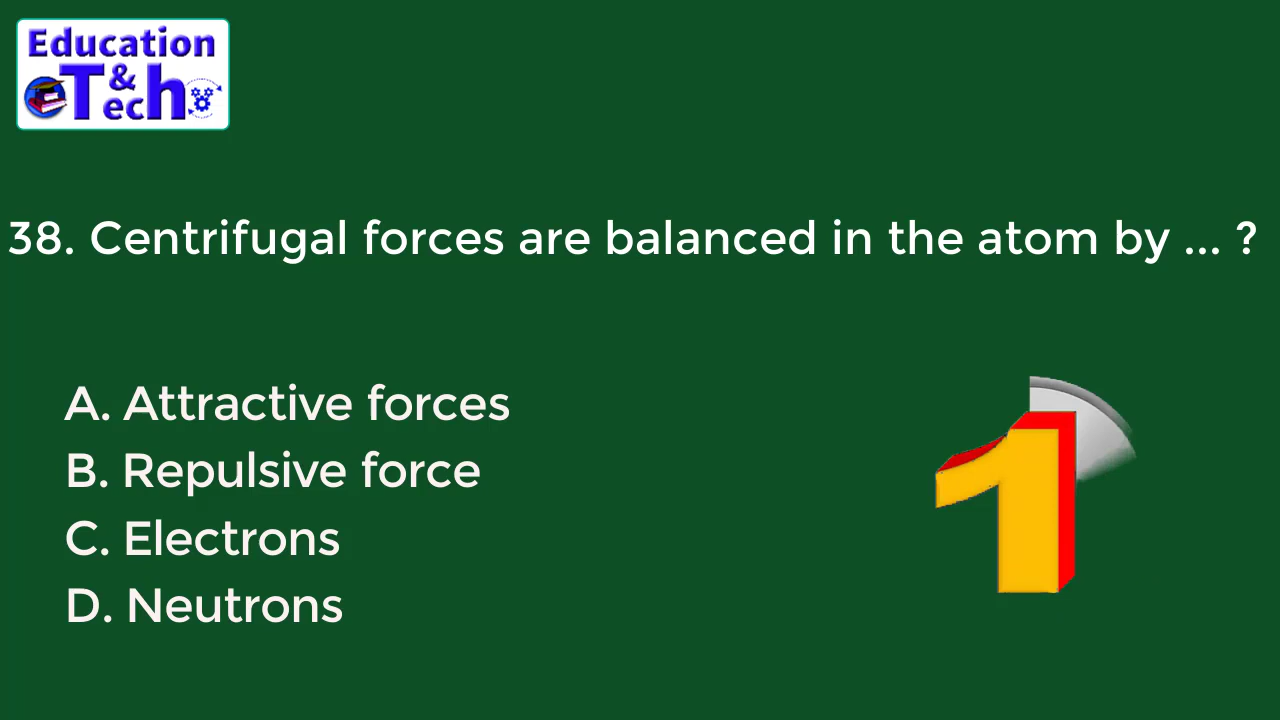 Education
& Tech
38. Centrifugal forces are balanced in the atom by ... ?
A. Attractive forces
B. Repulsive force
C. Electrons
D. Neutrons
1